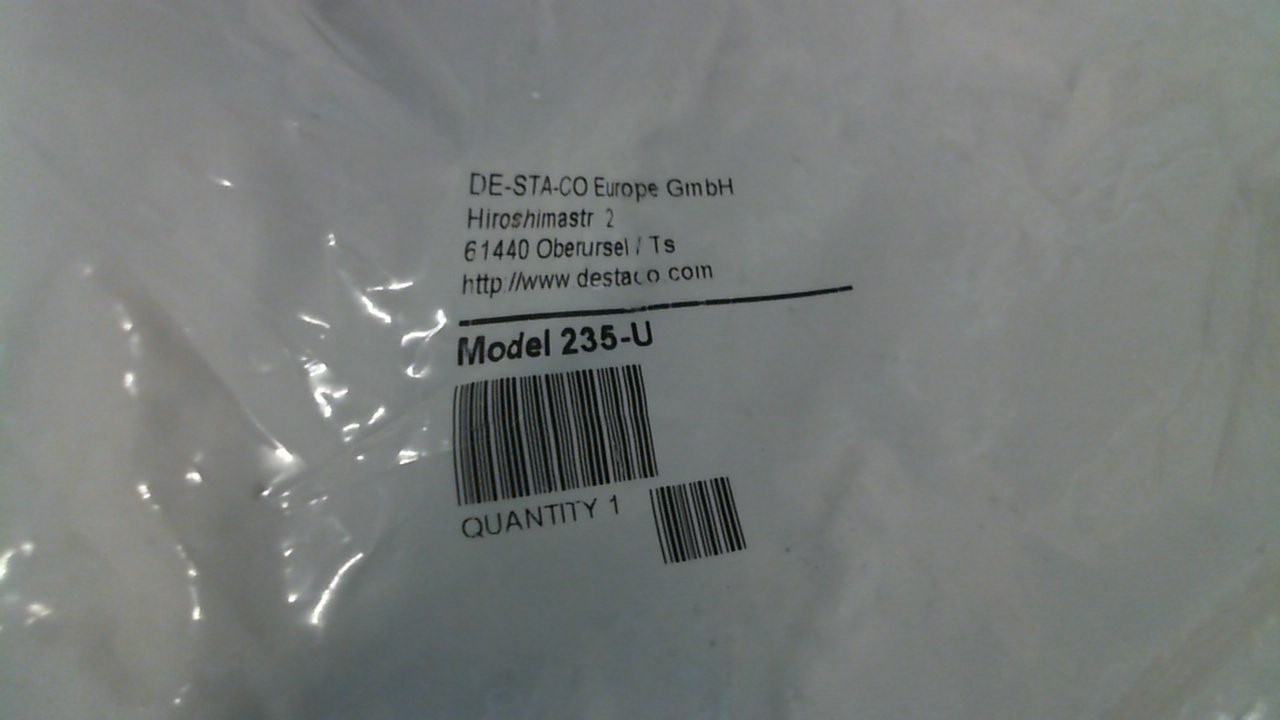 DE-STA-CO Europe GmbH
Hiroshimastr 2
61440 Oberursel / Ts
http://www destaco com
Model 235-U
QUANTITY 1